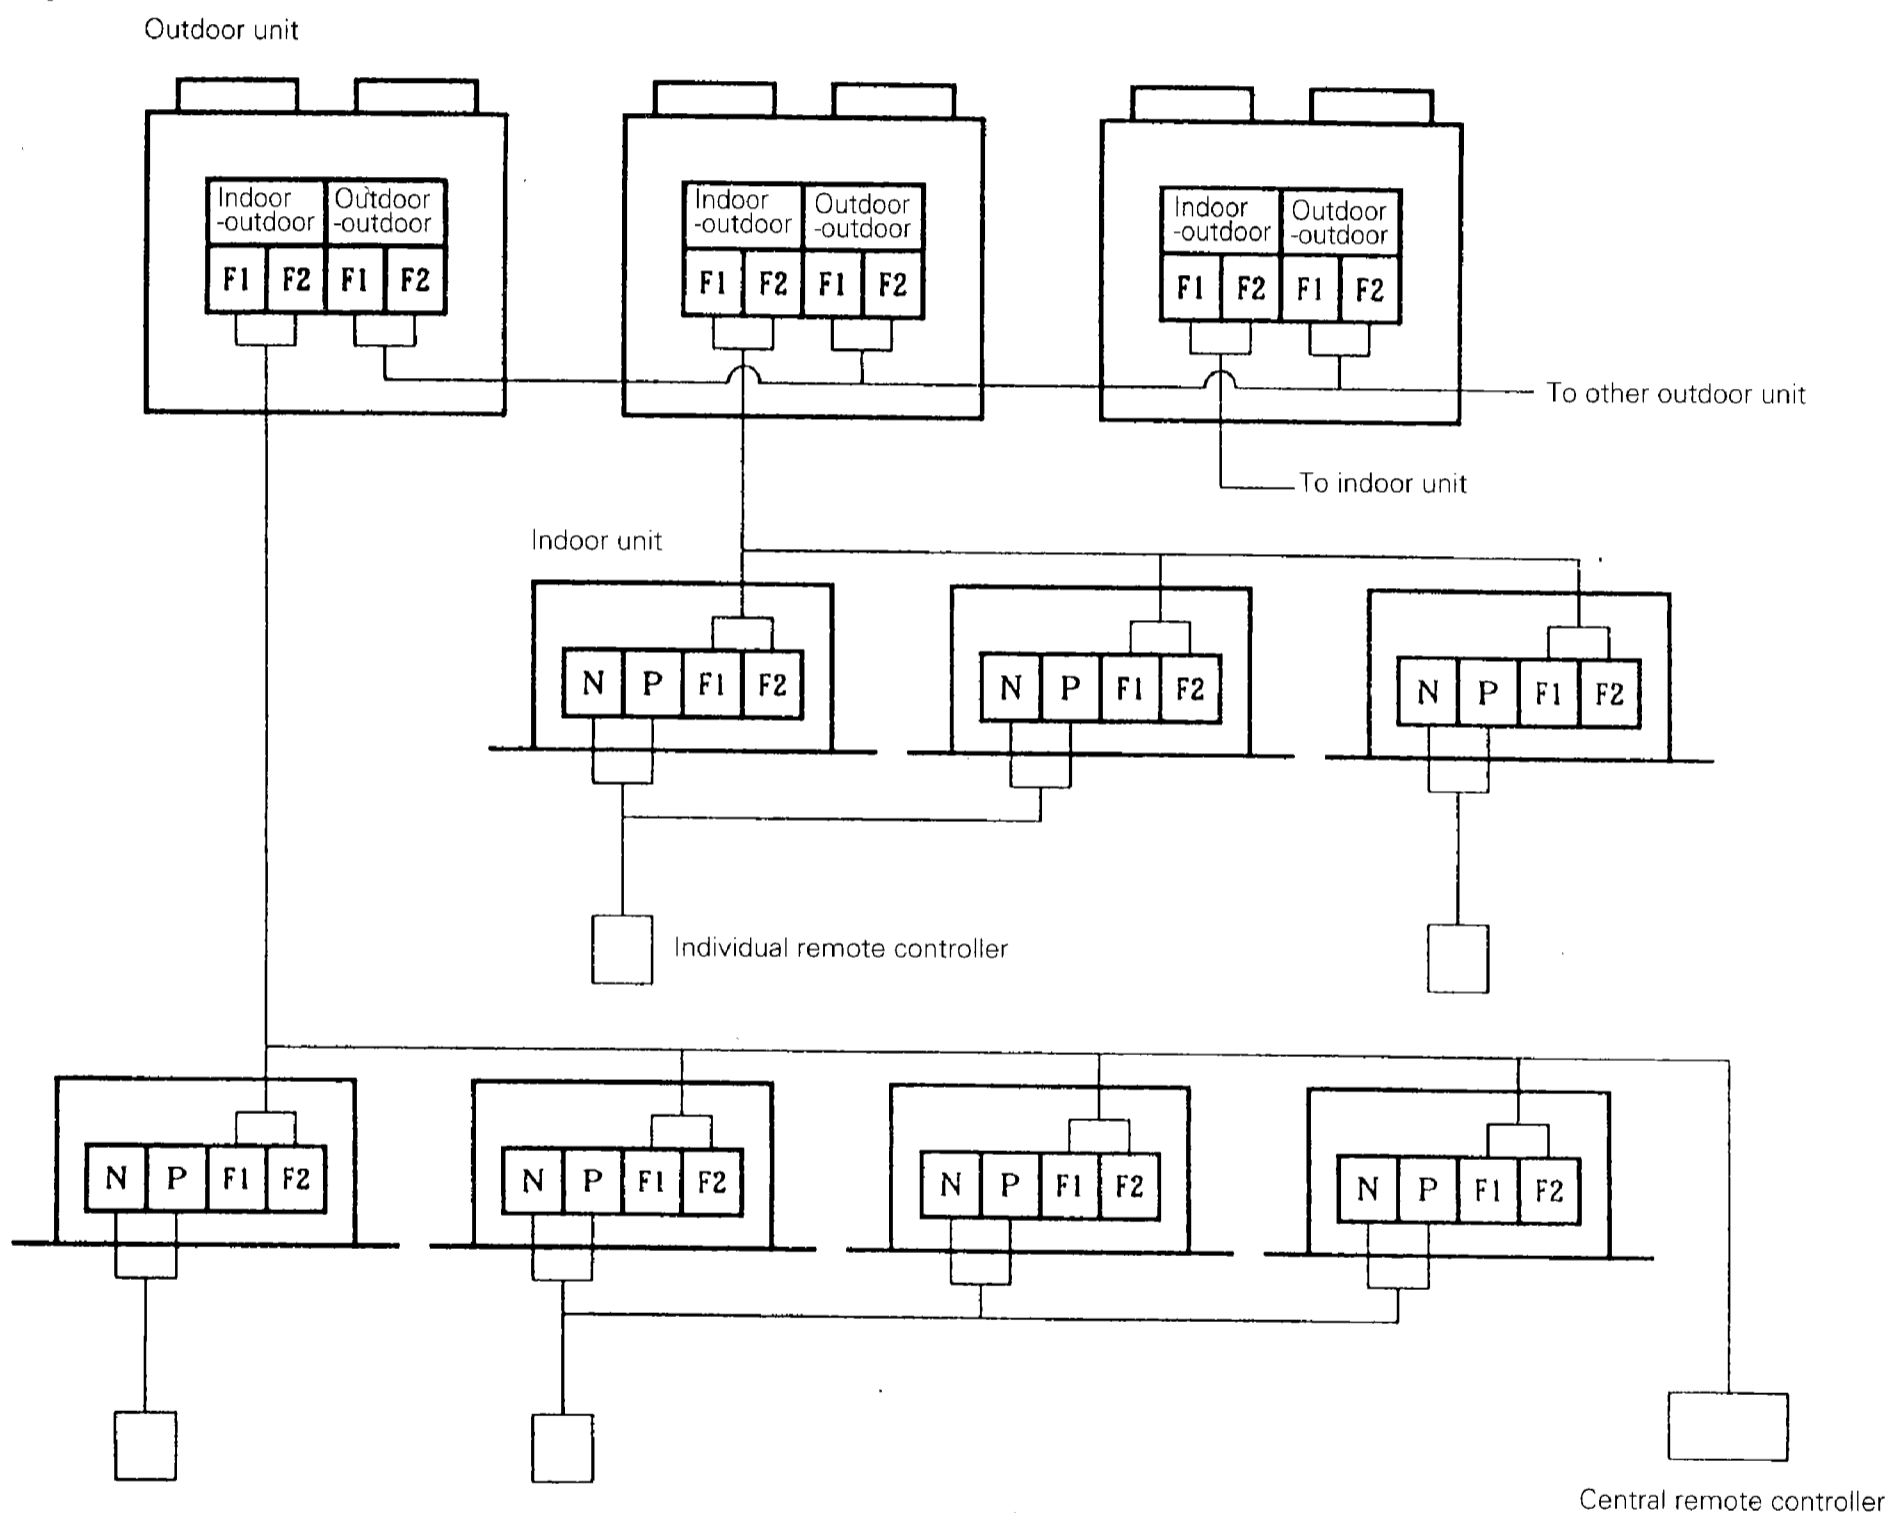 Outdoor unit
Indoor
-outdoor
Outdoor
-outdoor
F1 F2 F1 F2
Indoor
-outdoor
Outdoor
-outdoor
F1 F2 F1 F2
Indoor
-outdoor
Outdoor
-outdoor
F1 F2 F1 F2
To other outdoor unit
To indoor unit
Indoor unit
N P F1 F2
N P F1 F2
N P F1 F2
Individual remote controller
N P F1 F2
N P F1 F2
N P F1 F2
N P F1 F2
Central remote controller